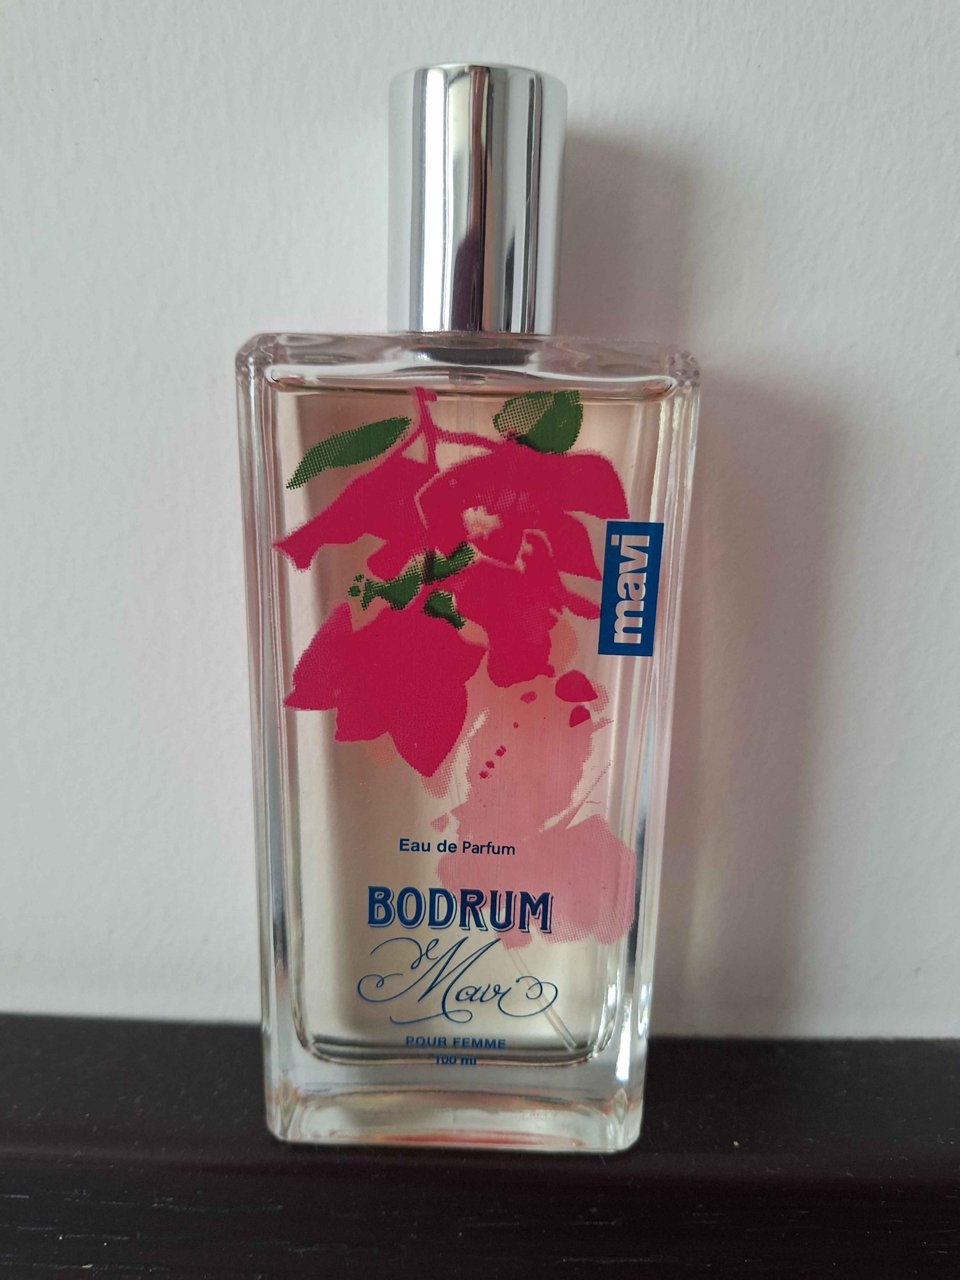 mavi
Eau de Parfum
BODRUM
Mavi
POUR FEMME
100 ml